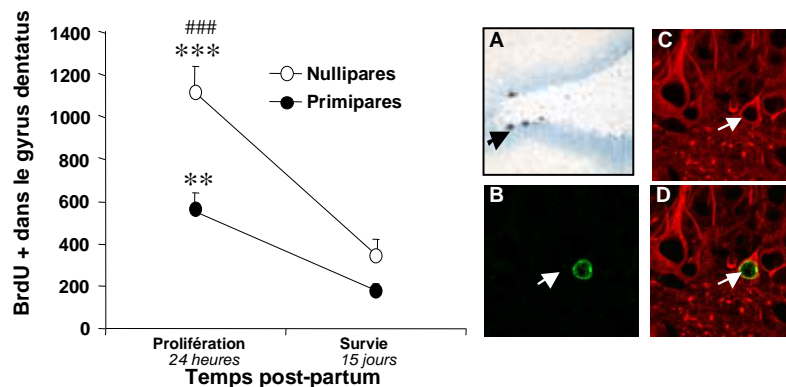 1400
1200
1000
800
600
400
200
0
BrdU + dans le gyrus dentatus
###
***
**
Nullipares
Primipares
Prolifération
24 heures
Survie
15 jours
Temps post-partum
A
C
B
D